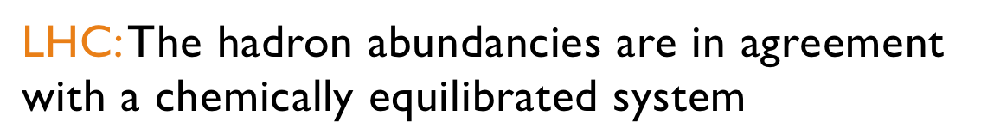 LHC: The hadron abundancies are in agreement
with a chemically equilibrated system